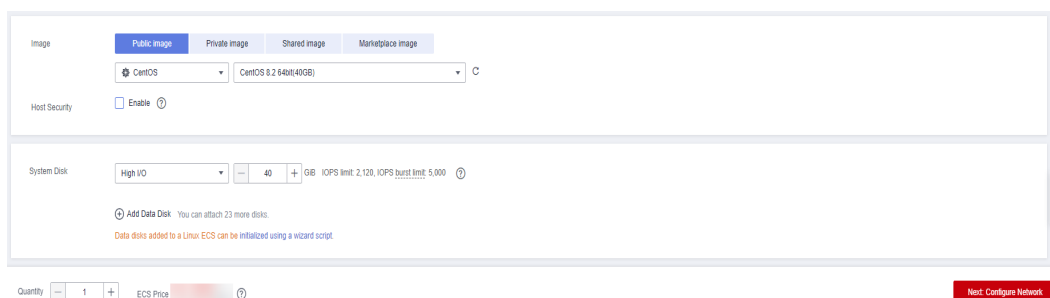 Image Public image Private image Shared image Marketplace image
CentOS CentOS 8.2 64bit(40GB)
Host Security Enable ?
System Disk High I/O − 40 + GiB IOPS limit: 2,120, IOPS burst limit: 5,000 ?
Add Data Disk You can attach 23 more disks.
Data disks added to a Linux ECS can be initialized using a wizard script.
Quantity − 1 + ECS Price ? Next: Configure Network